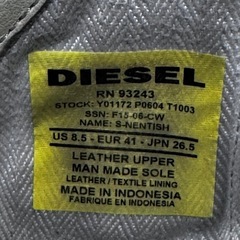 DIESEL
RN 93243
STOCK: Y01172 P0604 T1003
SSN: F15-06-CW
NAME: S-NENTISH
US 8.5 - EUR 41 - JPN 26.5
LEATHER UPPER
MAN MADE SOLE
LEATHER / TEXTILE LINING
MADE IN INDONESIA
FABRIQUE EN INDONESIA